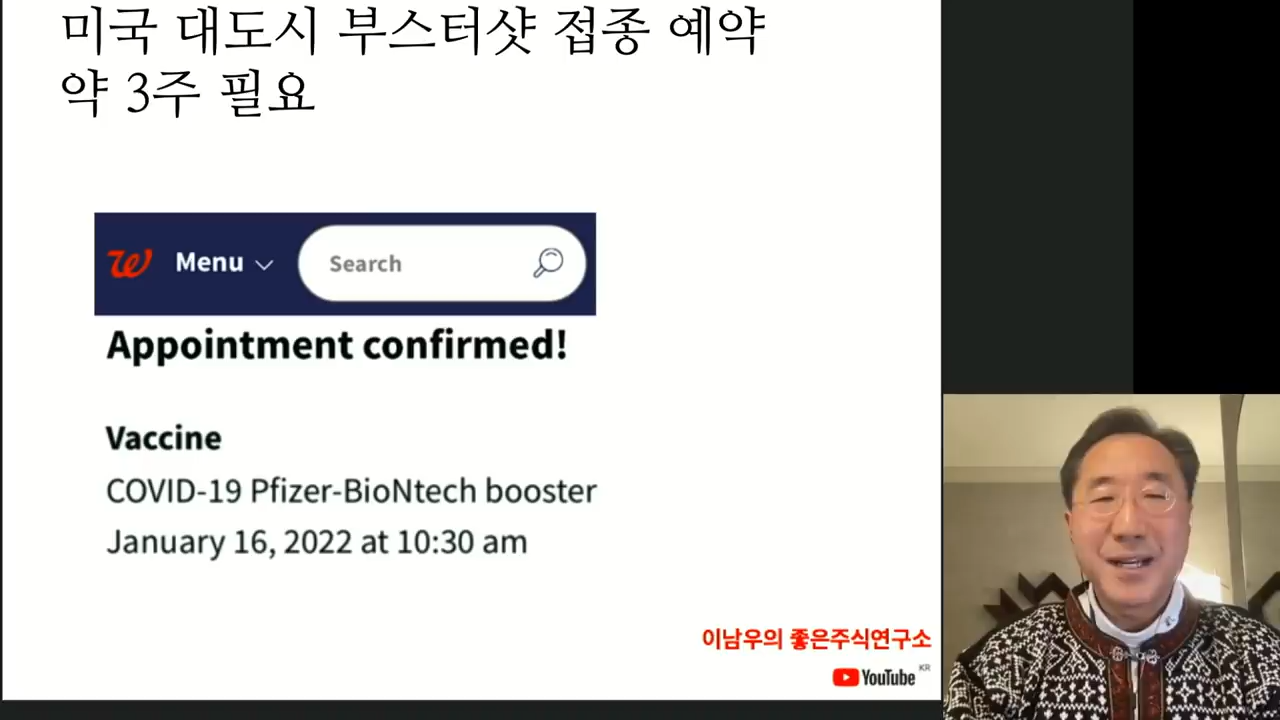 미국 대도시 부스터샷 접종 예약
약 3주 필요
W Menu Search
Appointment confirmed!
Vaccine
COVID-19 Pfizer-BioNtech booster
January 16, 2022 at 10:30 am
이남우의 좋은주식연구소
YouTube KR